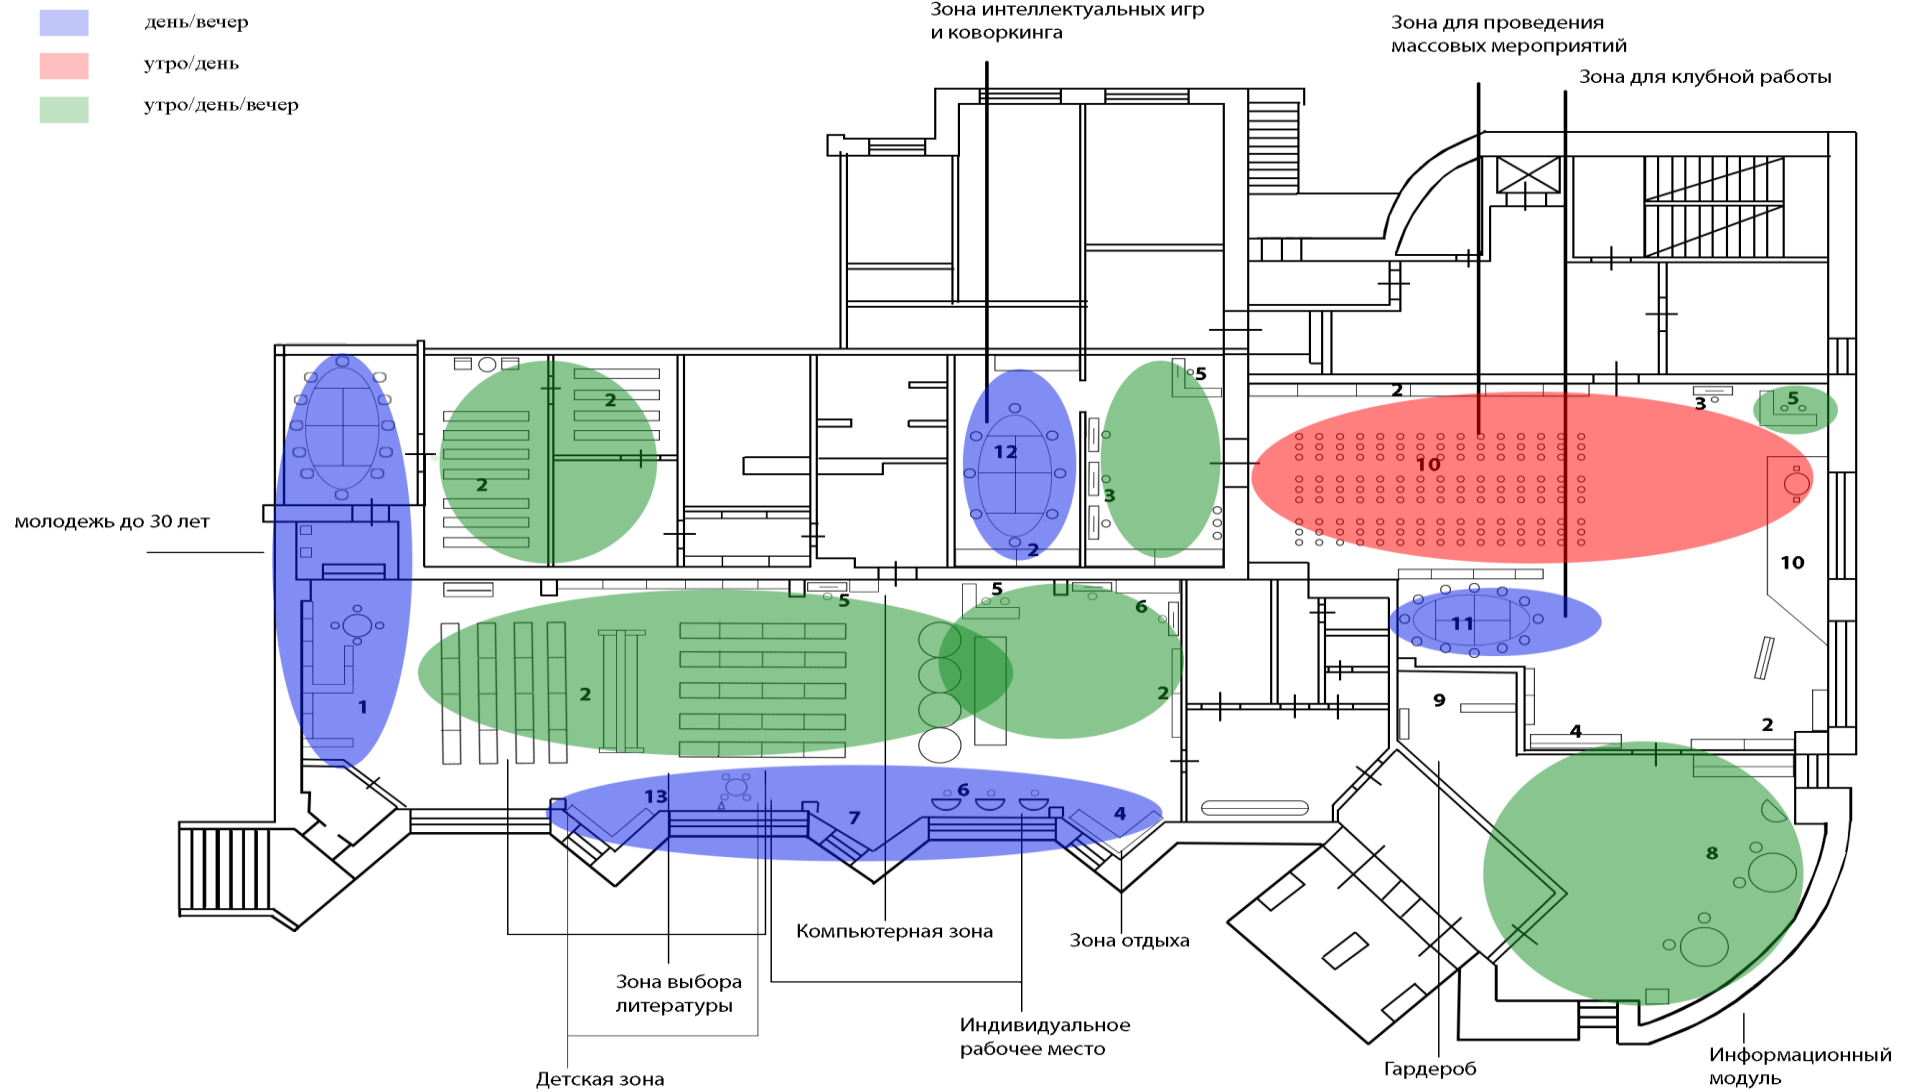 день/вечер
утро/день
утро/день/вечер
Зона интеллектуальных игр
и коворкинга
Зона для проведения
массовых мероприятий
Зона для клубной работы
молодежь до 30 лет
5
2
2
12
3
2
2
3
5
10
10
11
1
2
5
5
6
2
9
4
2
13
7
6
4
8
Компьютерная зона
Зона отдыха
Зона выбора
литературы
Индивидуальное
рабочее место
Детская зона
Гардероб
Информационный
модуль